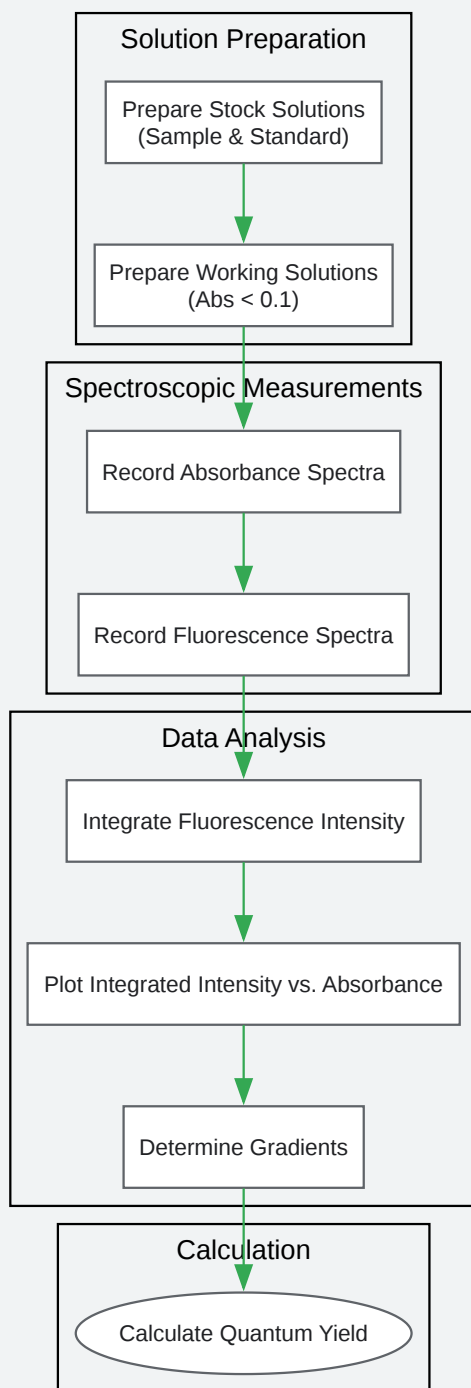 Solution Preparation
Prepare Stock Solutions
(Sample & Standard)
Prepare Working Solutions
(Abs < 0.1)
Spectroscopic Measurements
Record Absorbance Spectra
Record Fluorescence Spectra
Data Analysis
Integrate Fluorescence Intensity
Plot Integrated Intensity vs. Absorbance
Determine Gradients
Calculation
Calculate Quantum Yield